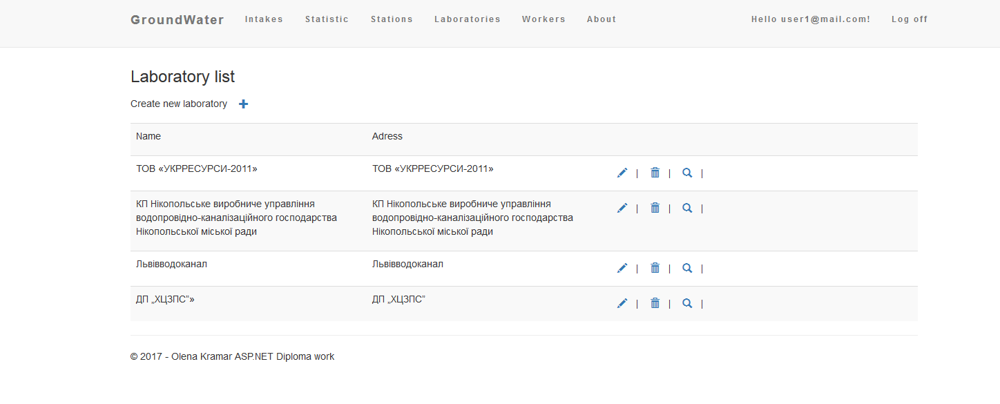 GroundWater Intakes Statistic Stations Laboratories Workers About Hello user1@mail.com! Log off
Laboratory list
Create new laboratory
Name Adress
ТОВ «УКРРЕСУРСИ-2011» ТОВ «УКРРЕСУРСИ-2011» | | |
КП Нікопольське виробниче управління КП Нікопольське виробниче управління | | |
водопровідно-каналізаційного господарства водопровідно-каналізаційного господарства
Нікопольської міської ради Нікопольської міської ради
Львівводоканал Львівводоканал | | |
ДП „ХЦЗПС”» ДП „ХЦЗПС” | | |
© 2017 - Olena Kramar ASP.NET Diploma work